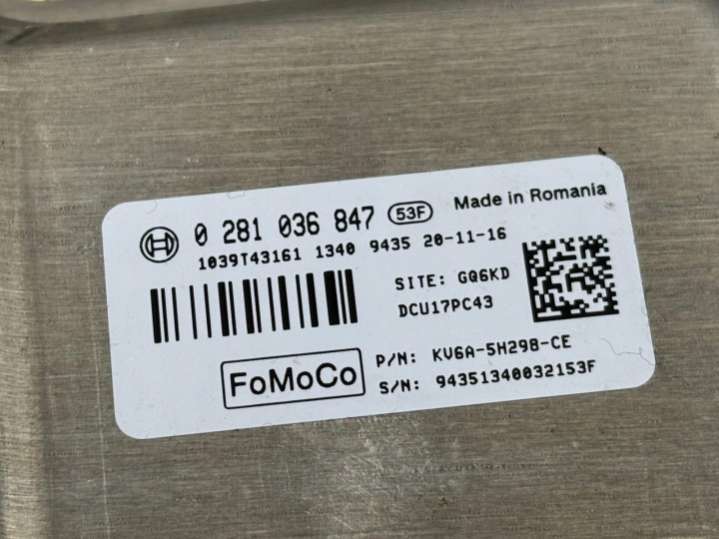 0 281 036 847 53F Made in Romania
1039T43161 1340 9435 20-11-16
SITE: GQ6KD
DCU17PC43
FoMoCo
P/N: KV6A-5H298-CE
S/N: 94351340032153F